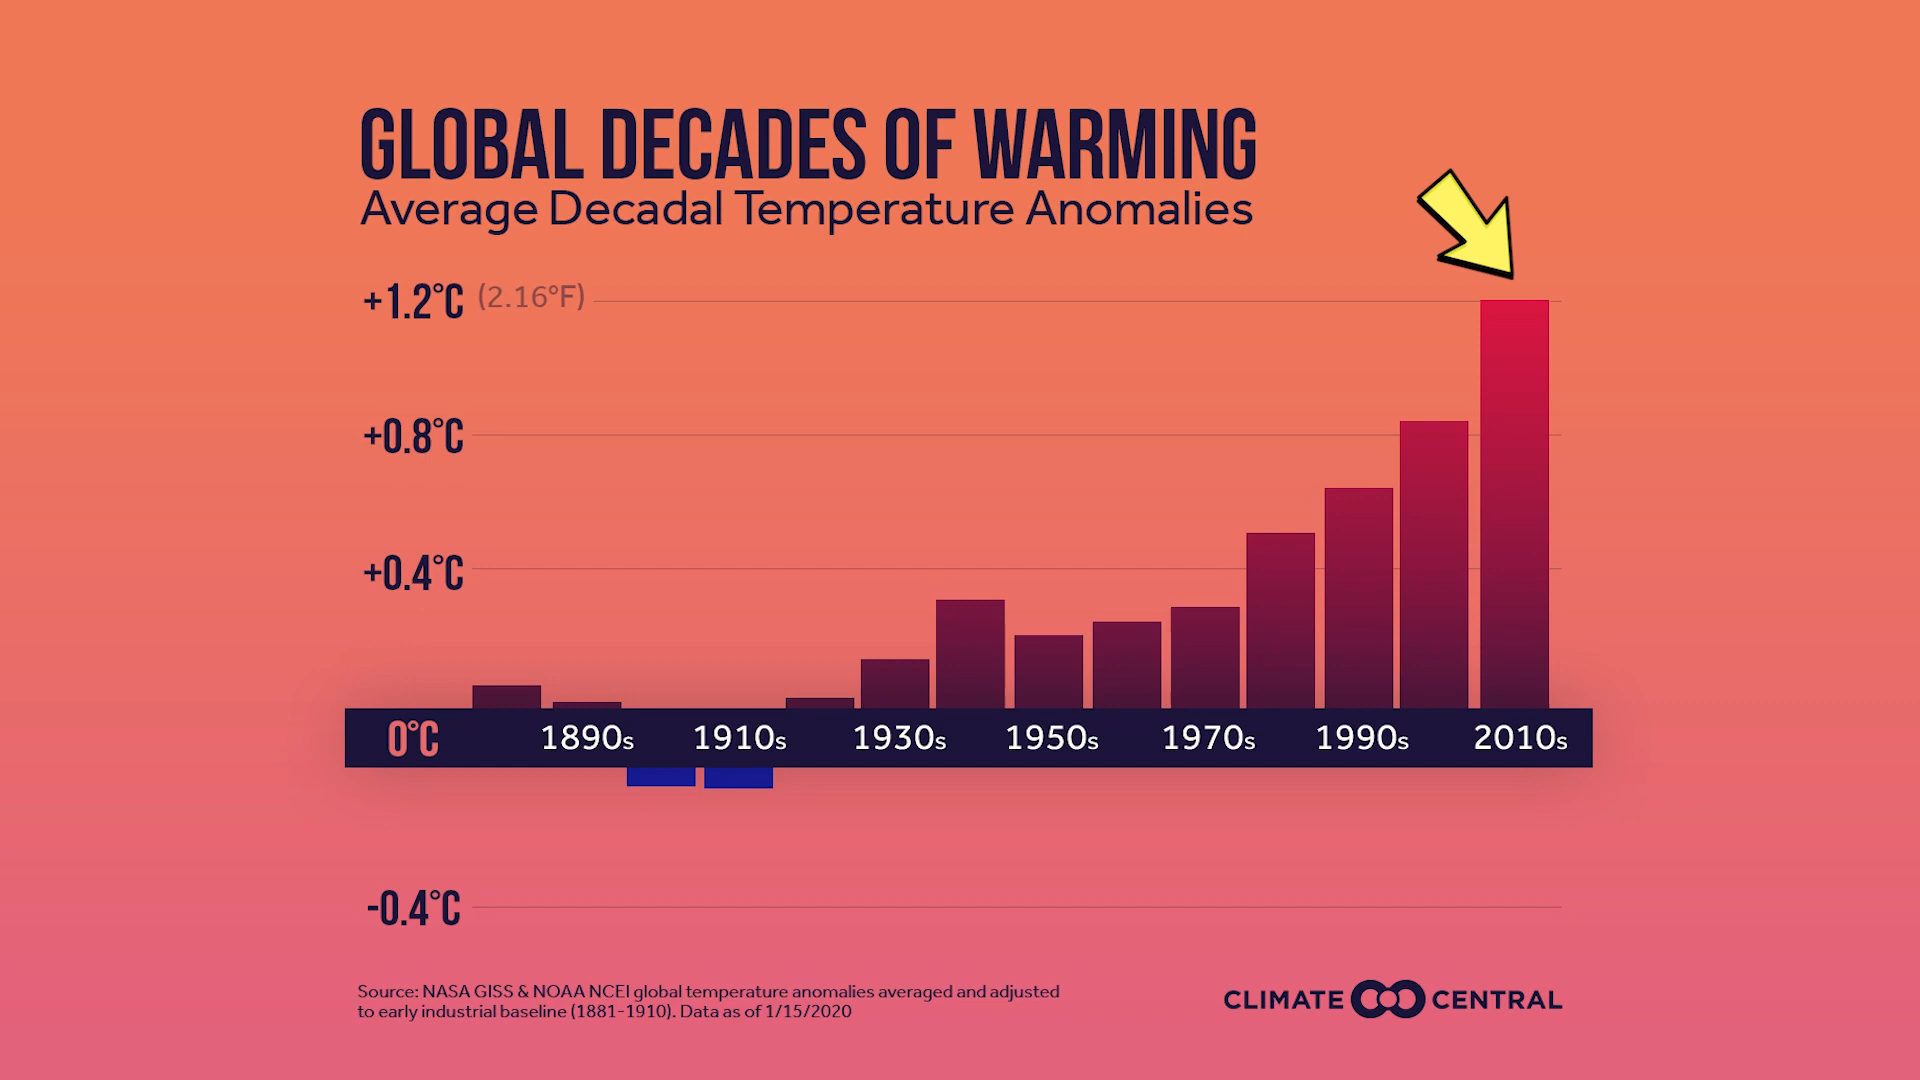 GLOBAL DECADES OF WARMING
Average Decadal Temperature Anomalies
+1.2°C (2.16°F)
+0.8°C
+0.4°C
0°C 1890s 1910s 1930s 1950s 1970s 1990s 2010s
-0.4°C
Source: NASA GISS & NOAA NCEI global temperature anomalies averaged and adjusted
to early industrial baseline (1881-1910). Data as of 1/15/2020
CLIMATE CENTRAL